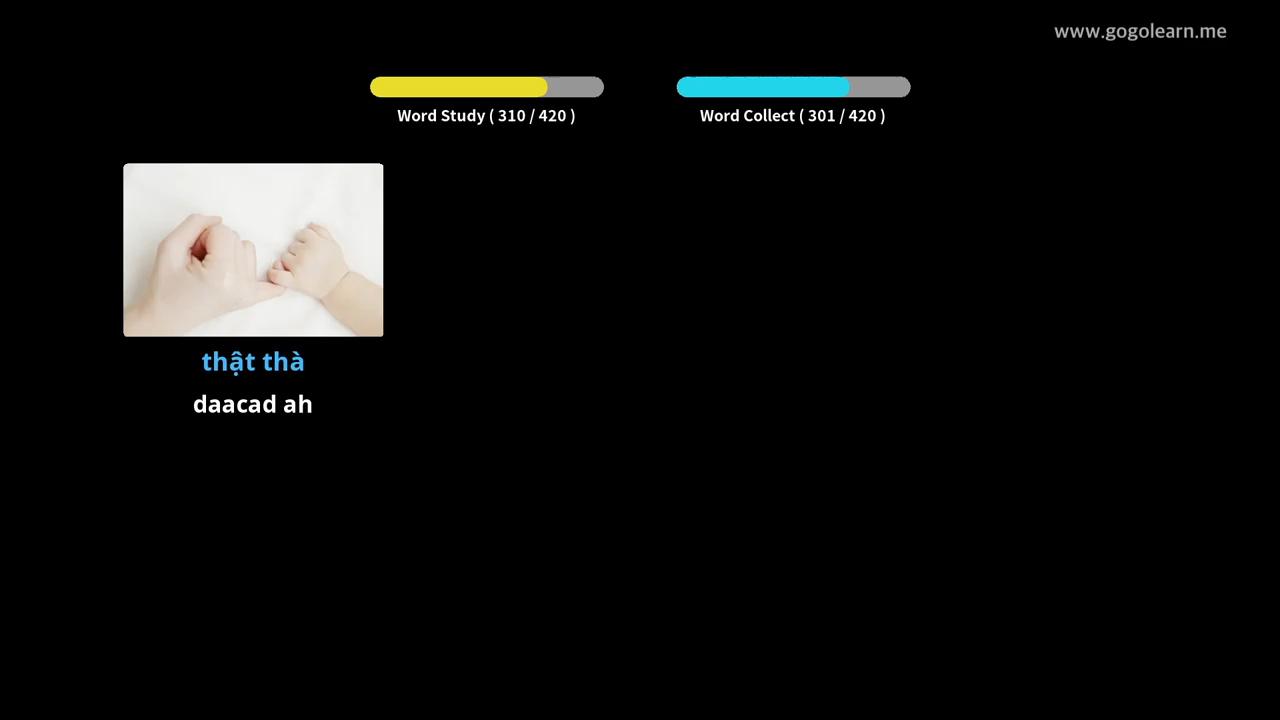 www.gogolearn.me
Word Study ( 310 / 420 )
Word Collect ( 301 / 420 )
thật thà
daacad ah